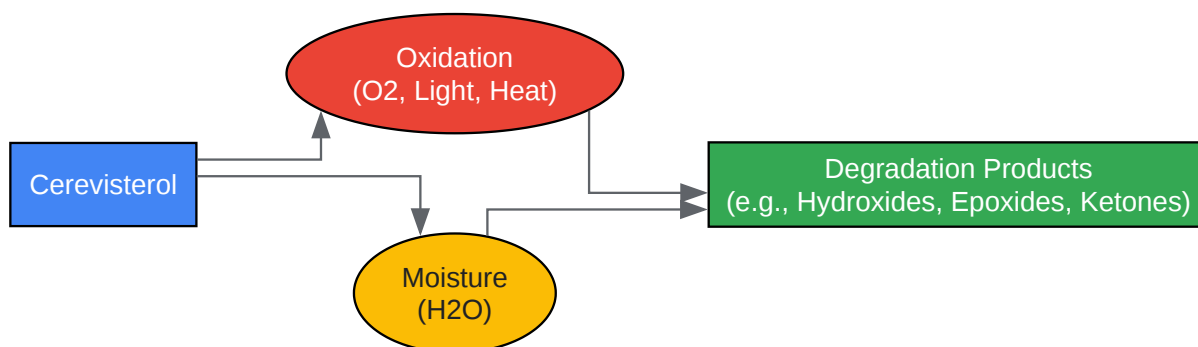 Oxidation
(O2, Light, Heat)
Cerevisterol
Degradation Products
(e.g., Hydroxides, Epoxides, Ketones)
Moisture
(H2O)